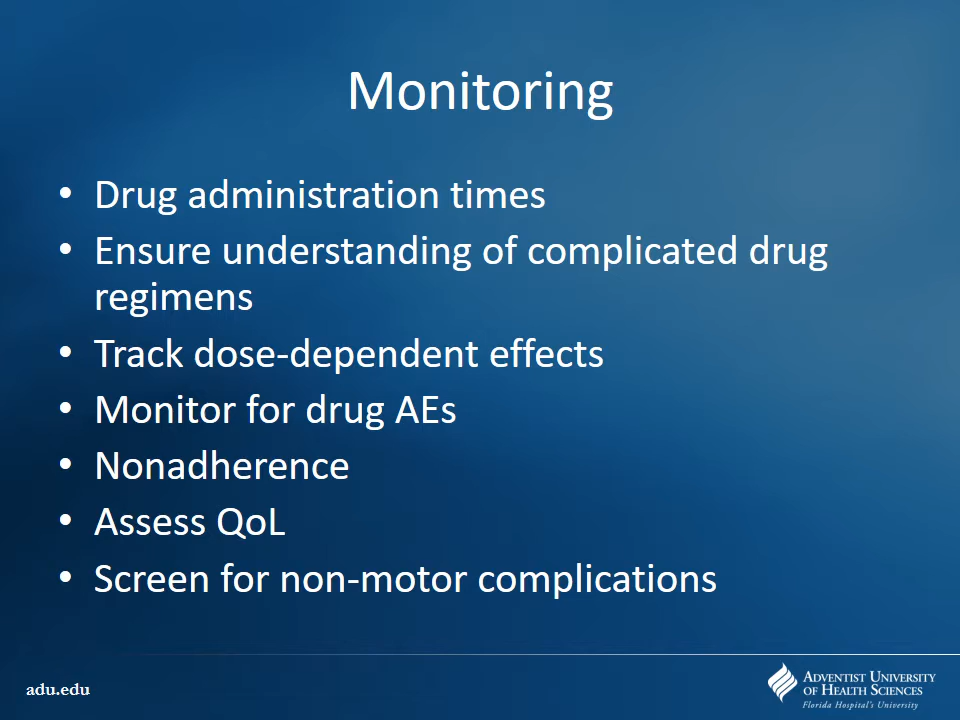 Monitoring
• Drug administration times
• Ensure understanding of complicated drug
regimens
• Track dose-dependent effects
• Monitor for drug AEs
• Nonadherence
• Assess QoL
• Screen for non-motor complications
adu.edu
ADVENTIST UNIVERSITY
OF HEALTH SCIENCES
Florida Hospital's University